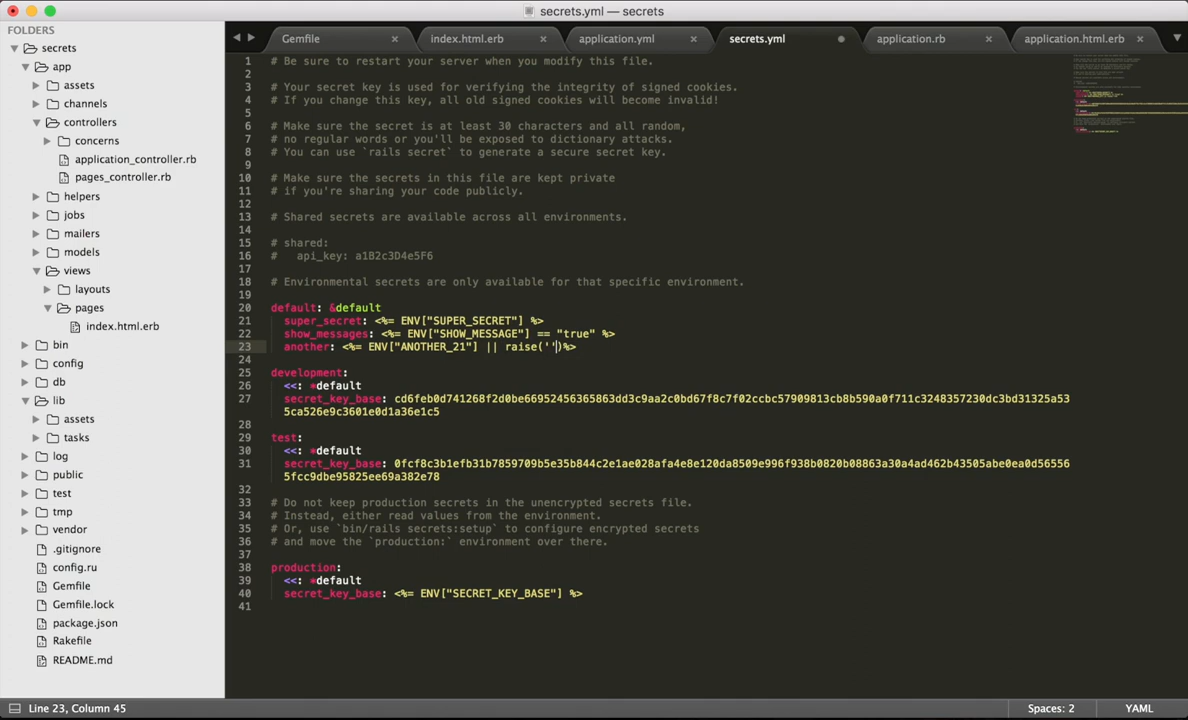 secrets.yml — secrets
FOLDERS
secrets
app
assets
channels
controllers
concerns
application_controller.rb
pages_controller.rb
helpers
jobs
mailers
models
views
layouts
pages
index.html.erb
bin
config
db
lib
assets
tasks
log
public
test
tmp
vendor
.gitignore
config.ru
Gemfile
Gemfile.lock
package.json
Rakefile
README.md
Gemfile
index.html.erb
application.yml
secrets.yml
application.rb
application.html.erb
1 # Be sure to restart your server when you modify this file.
2
3 # Your secret key is used for verifying the integrity of signed cookies.
4 # If you change this key, all old signed cookies will become invalid!
5
6 # Make sure the secret is at least 30 characters and all random,
7 # no regular words or you'll be exposed to dictionary attacks.
8 # You can use `rails secret` to generate a secure secret key.
9
10 # Make sure the secrets in this file are kept private
11 # if you're sharing your code publicly.
12
13 # Shared secrets are available across all environments.
14
15 # shared:
16 #   api_key: a1B2c3D4e5F6
17
18 # Environmental secrets are only available for that specific environment.
19
20 default: &default
21   super_secret: <%= ENV["SUPER_SECRET"] %>
22   show_messages: <%= ENV["SHOW_MESSAGE"] == "true" %>
23   another: <%= ENV["ANOTHER_21"] || raise('')%>
24
25 development:
26   <<: *default
27   secret_key_base: cd6feb0d741268f2d0be66952456365863dd3c9aa2c0bd67f8c7f02ccbc57909813cb8b590a0f711c3248357230dc3bd31325a53
5ca526e9c3601e0d1a36e1c5
28
29 test:
30   <<: *default
31   secret_key_base: 0fcf8c3b1efb31b7859709b5e35b844c2e1ae028afa4e8e120da8509e996f938b0820b08863a30a4ad462b43505abe0ea0d56556
5fcc9dbe95825ee69a382e78
32
33 # Do not keep production secrets in the unencrypted secrets file.
34 # Instead, either read values from the environment.
35 # Or, use `bin/rails secrets:setup` to configure encrypted secrets
36 # and move the `production:` environment over there.
37
38 production:
39   <<: *default
40   secret_key_base: <%= ENV["SECRET_KEY_BASE"] %>
41
Line 23, Column 45
Spaces: 2
YAML